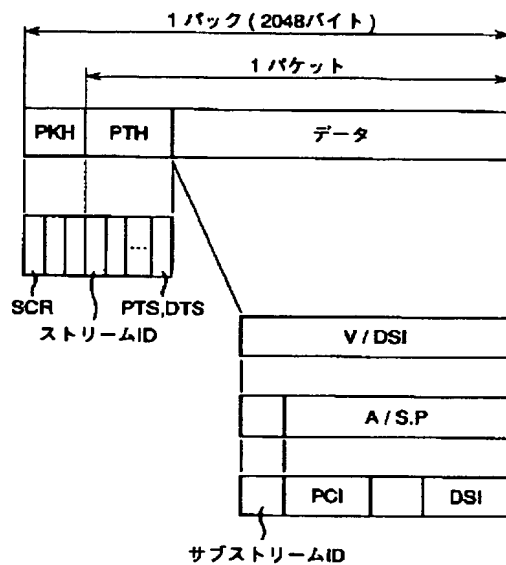 1 パック ( 2048バイト )
1 パケット
PKH PTH データ
SCR PTS,DTS
ストリームID
V / DSI
A / S.P
PCI DSI
サブストリームID